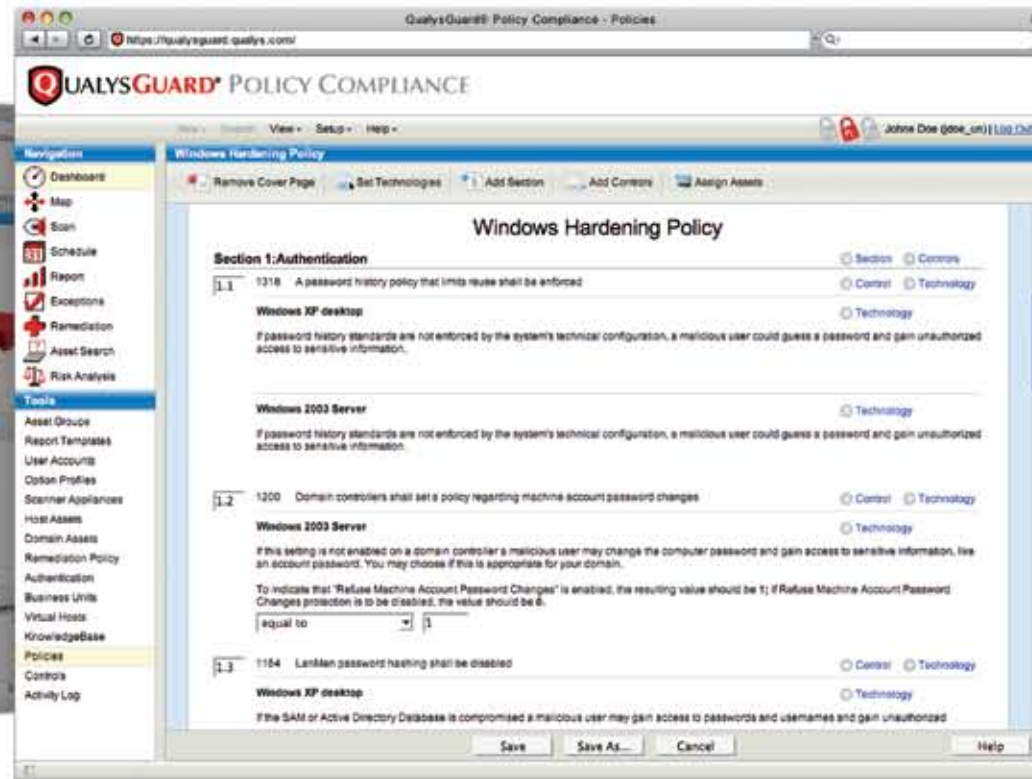 QualysGuard® Policy Compliance - Policies
https://qualysguard.qualys.com/
QUALYSGUARD® POLICY COMPLIANCE
View Setup Help
Johne Doe (jdoe_un) | Log Out
Navigation
Dashboard
Map
Scan
Schedule
Report
Exceptions
Remediation
Asset Search
Risk Analysis
Tools
Asset Groups
Report Templates
User Accounts
Option Profiles
Scanner Appliances
Host Assets
Domain Assets
Remediation Policy
Authentication
Business Units
Virtual Hosts
KnowledgeBase
Policies
Controls
Activity Log
Windows Hardening Policy
Remove Cover Page Set Technologies Add Section Add Controls Assign Assets
Windows Hardening Policy
Section 1:Authentication Section Controls
1.1 1318 A password history policy that limits reuse shall be enforced Control Technology
Windows XP desktop Technology
If password history standards are not enforced by the system's technical configuration, a malicious user could guess a password and gain unauthorized
access to sensitive information.
Windows 2003 Server Technology
If password history standards are not enforced by the system's technical configuration, a malicious user could guess a password and gain unauthorized
access to sensitive information.
1.2 1200 Domain controllers shall set a policy regarding machine account password changes Control Technology
Windows 2003 Server Technology
If this setting is not enabled on a domain controller a malicious user may change the computer password and gain access to sensitive information, like
an account password. You may choose if this is appropriate for your domain.
To indicate that "Refuse Machine Account Password Changes" is enabled, the resulting value should be 1; if Refuse Machine Account Password
Changes protection is to be disabled, the value should be 0.
equal to 1
1.3 1184 LanMan password hashing shall be disabled Control Technology
Windows XP desktop Technology
If the SAM or Active Directory Database is compromised a malicious user may gain access to passwords and usernames and gain unauthorized
Save Save As... Cancel Help